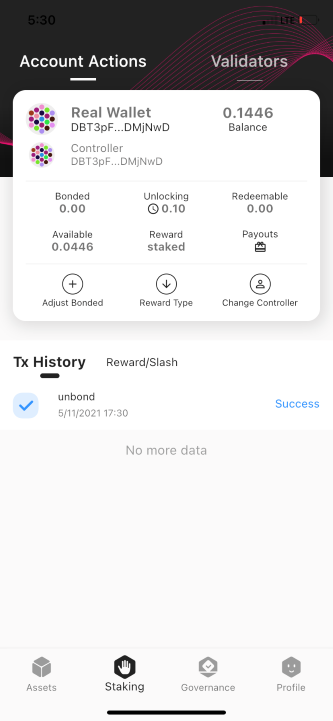 5:30 LTE
Account Actions Validators
Real Wallet 0.1446
DBT3pF...DMjNwD Balance
Controller
DBT3pF...DMjNwD
Bonded Unlocking Redeemable
0.00 0.10 0.00
Available Reward Payouts
0.0446 staked
Adjust Bonded Reward Type Change Controller
Tx History Reward/Slash
unbond
5/11/2021 17:30 Success
No more data
Assets Staking Governance Profile